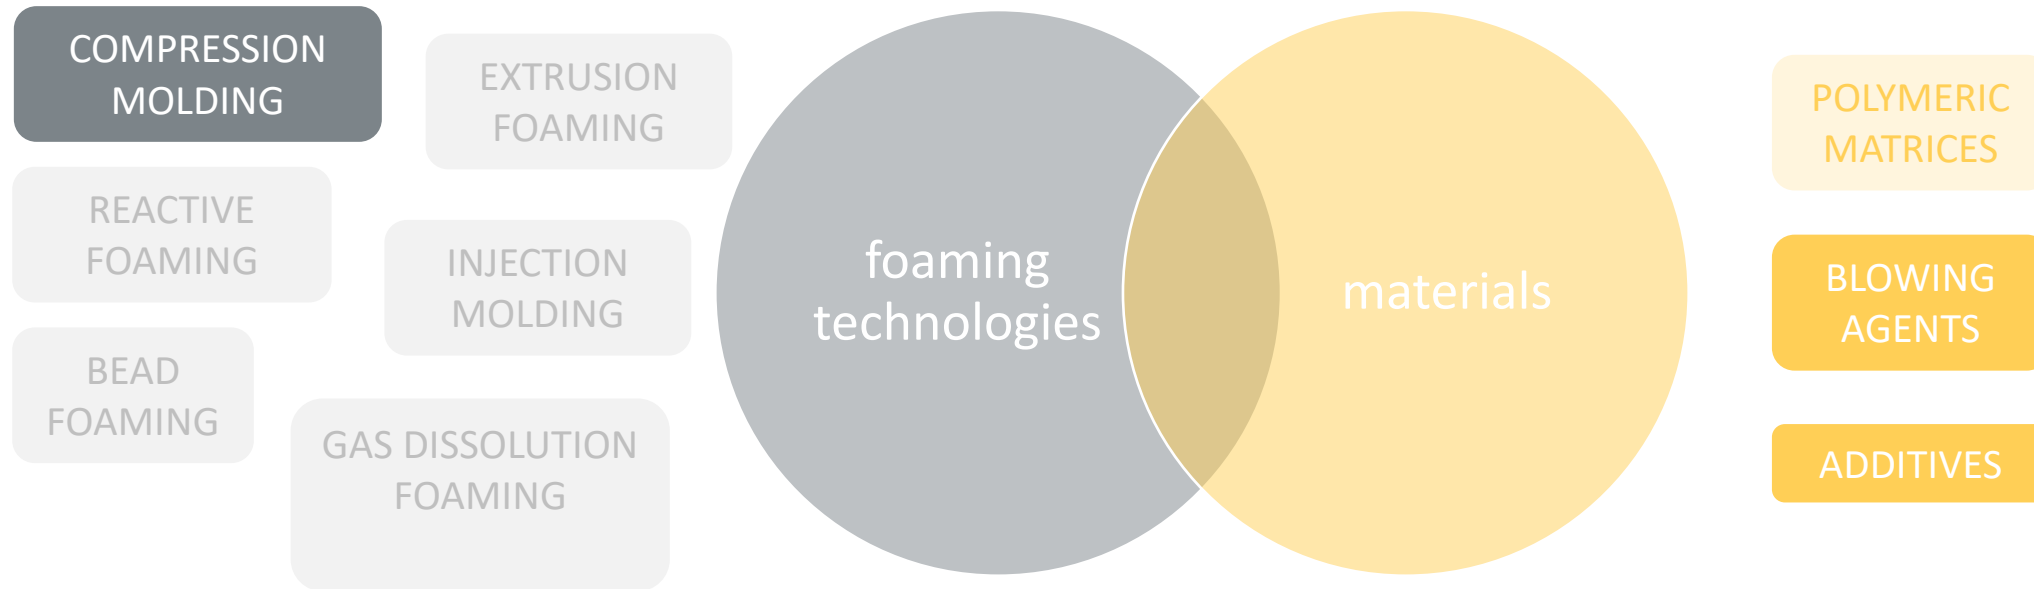 COMPRESSION
MOLDING
EXTRUSION
FOAMING
REACTIVE
FOAMING
INJECTION
MOLDING
BEAD
FOAMING
GAS DISSOLUTION
FOAMING
foaming
technologies
materials
POLYMERIC
MATRICES
BLOWING
AGENTS
ADDITIVES